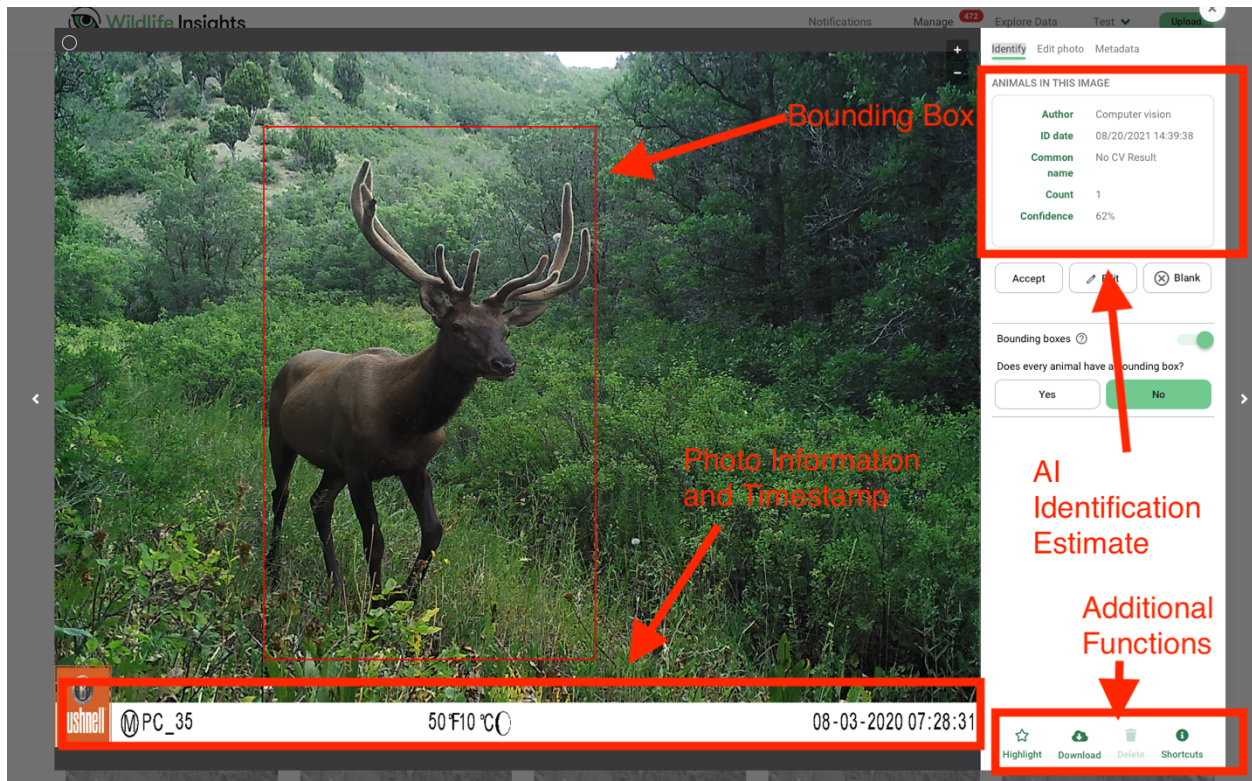 Wildlife Insights
Notifications Manage 472 Explore Data Test Upload
Identify Edit photo Metadata
ANIMALS IN THIS IMAGE
Author Computer vision
ID date 08/20/2021 14:39:38
Common name No CV Result
Count 1
Confidence 62%
Accept Blank
Bounding boxes
Does every animal have a bounding box?
Yes No
Bounding Box
Photo Information
and Timestamp
AI
Identification
Estimate
Additional
Functions
ushnell M PC_35 50°F10°C 08-03-2020 07:28:31
Highlight Download Delete Shortcuts